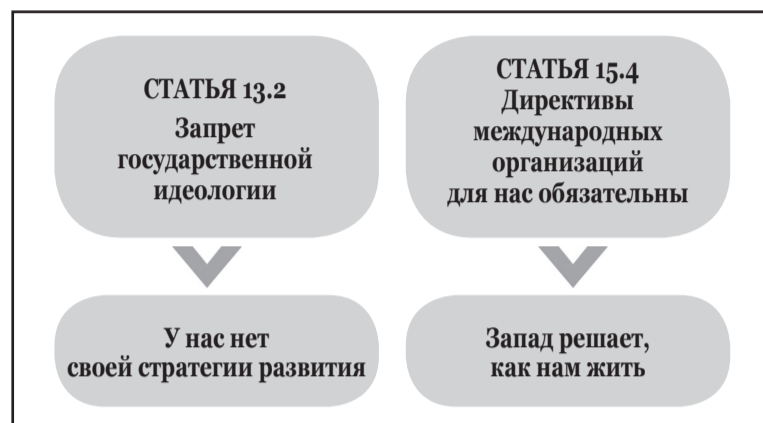 СТАТЬЯ 13.2
Запрет
государственной
идеологии
СТАТЬЯ 15.4
Директивы
международных
организаций
для нас обязательны
У нас нет
своей стратегии развития
Запад решает,
как нам жить